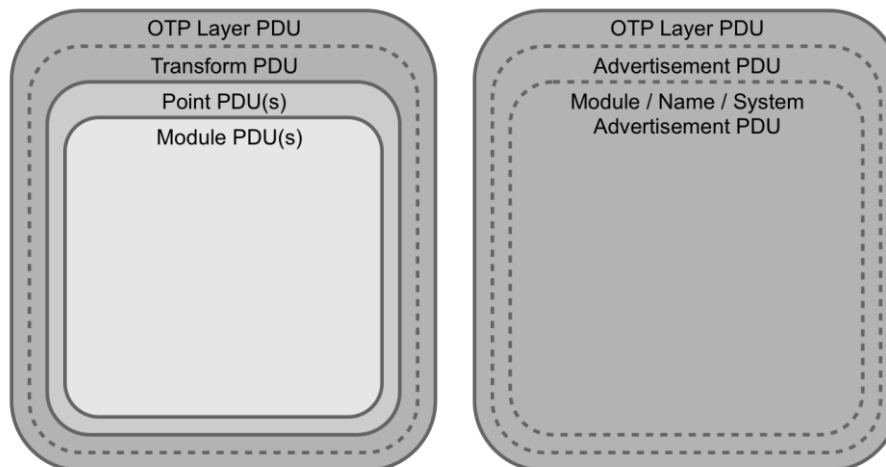 OTP Layer PDU
Transform PDU
Point PDU(s)
Module PDU(s)
OTP Layer PDU
Advertisement PDU
Module / Name / System
Advertisement PDU